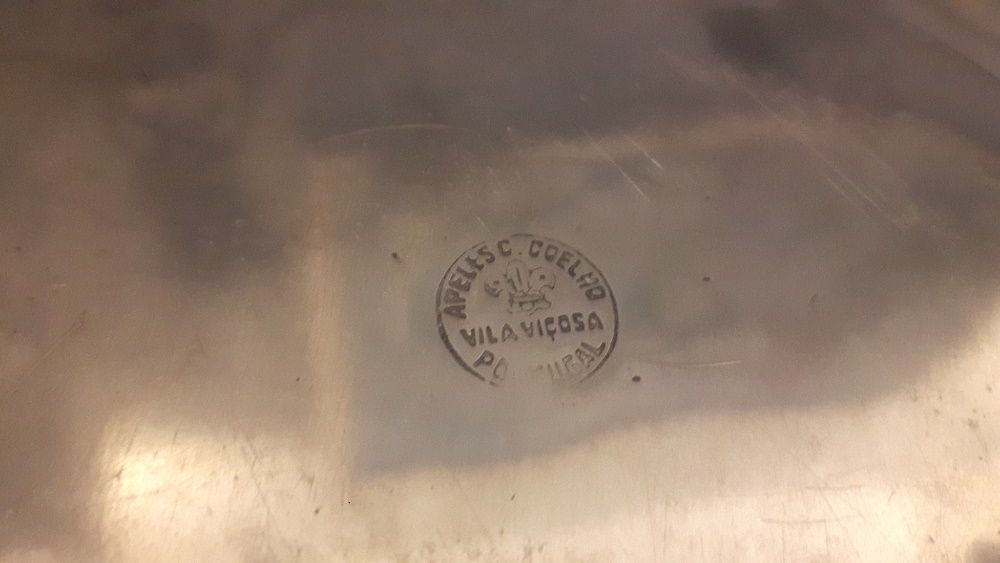 APELES C. COELHO
VILA VIÇOSA
PORTUGAL